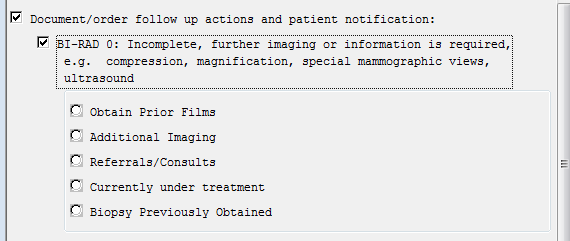 Document/order follow up actions and patient notification:
BI-RAD 0: Incomplete, further imaging or information is required,
e.g.  compression, magnification, special mammographic views,
ultrasound
Obtain Prior Films
Additional Imaging
Referrals/Consults
Currently under treatment
Biopsy Previously Obtained